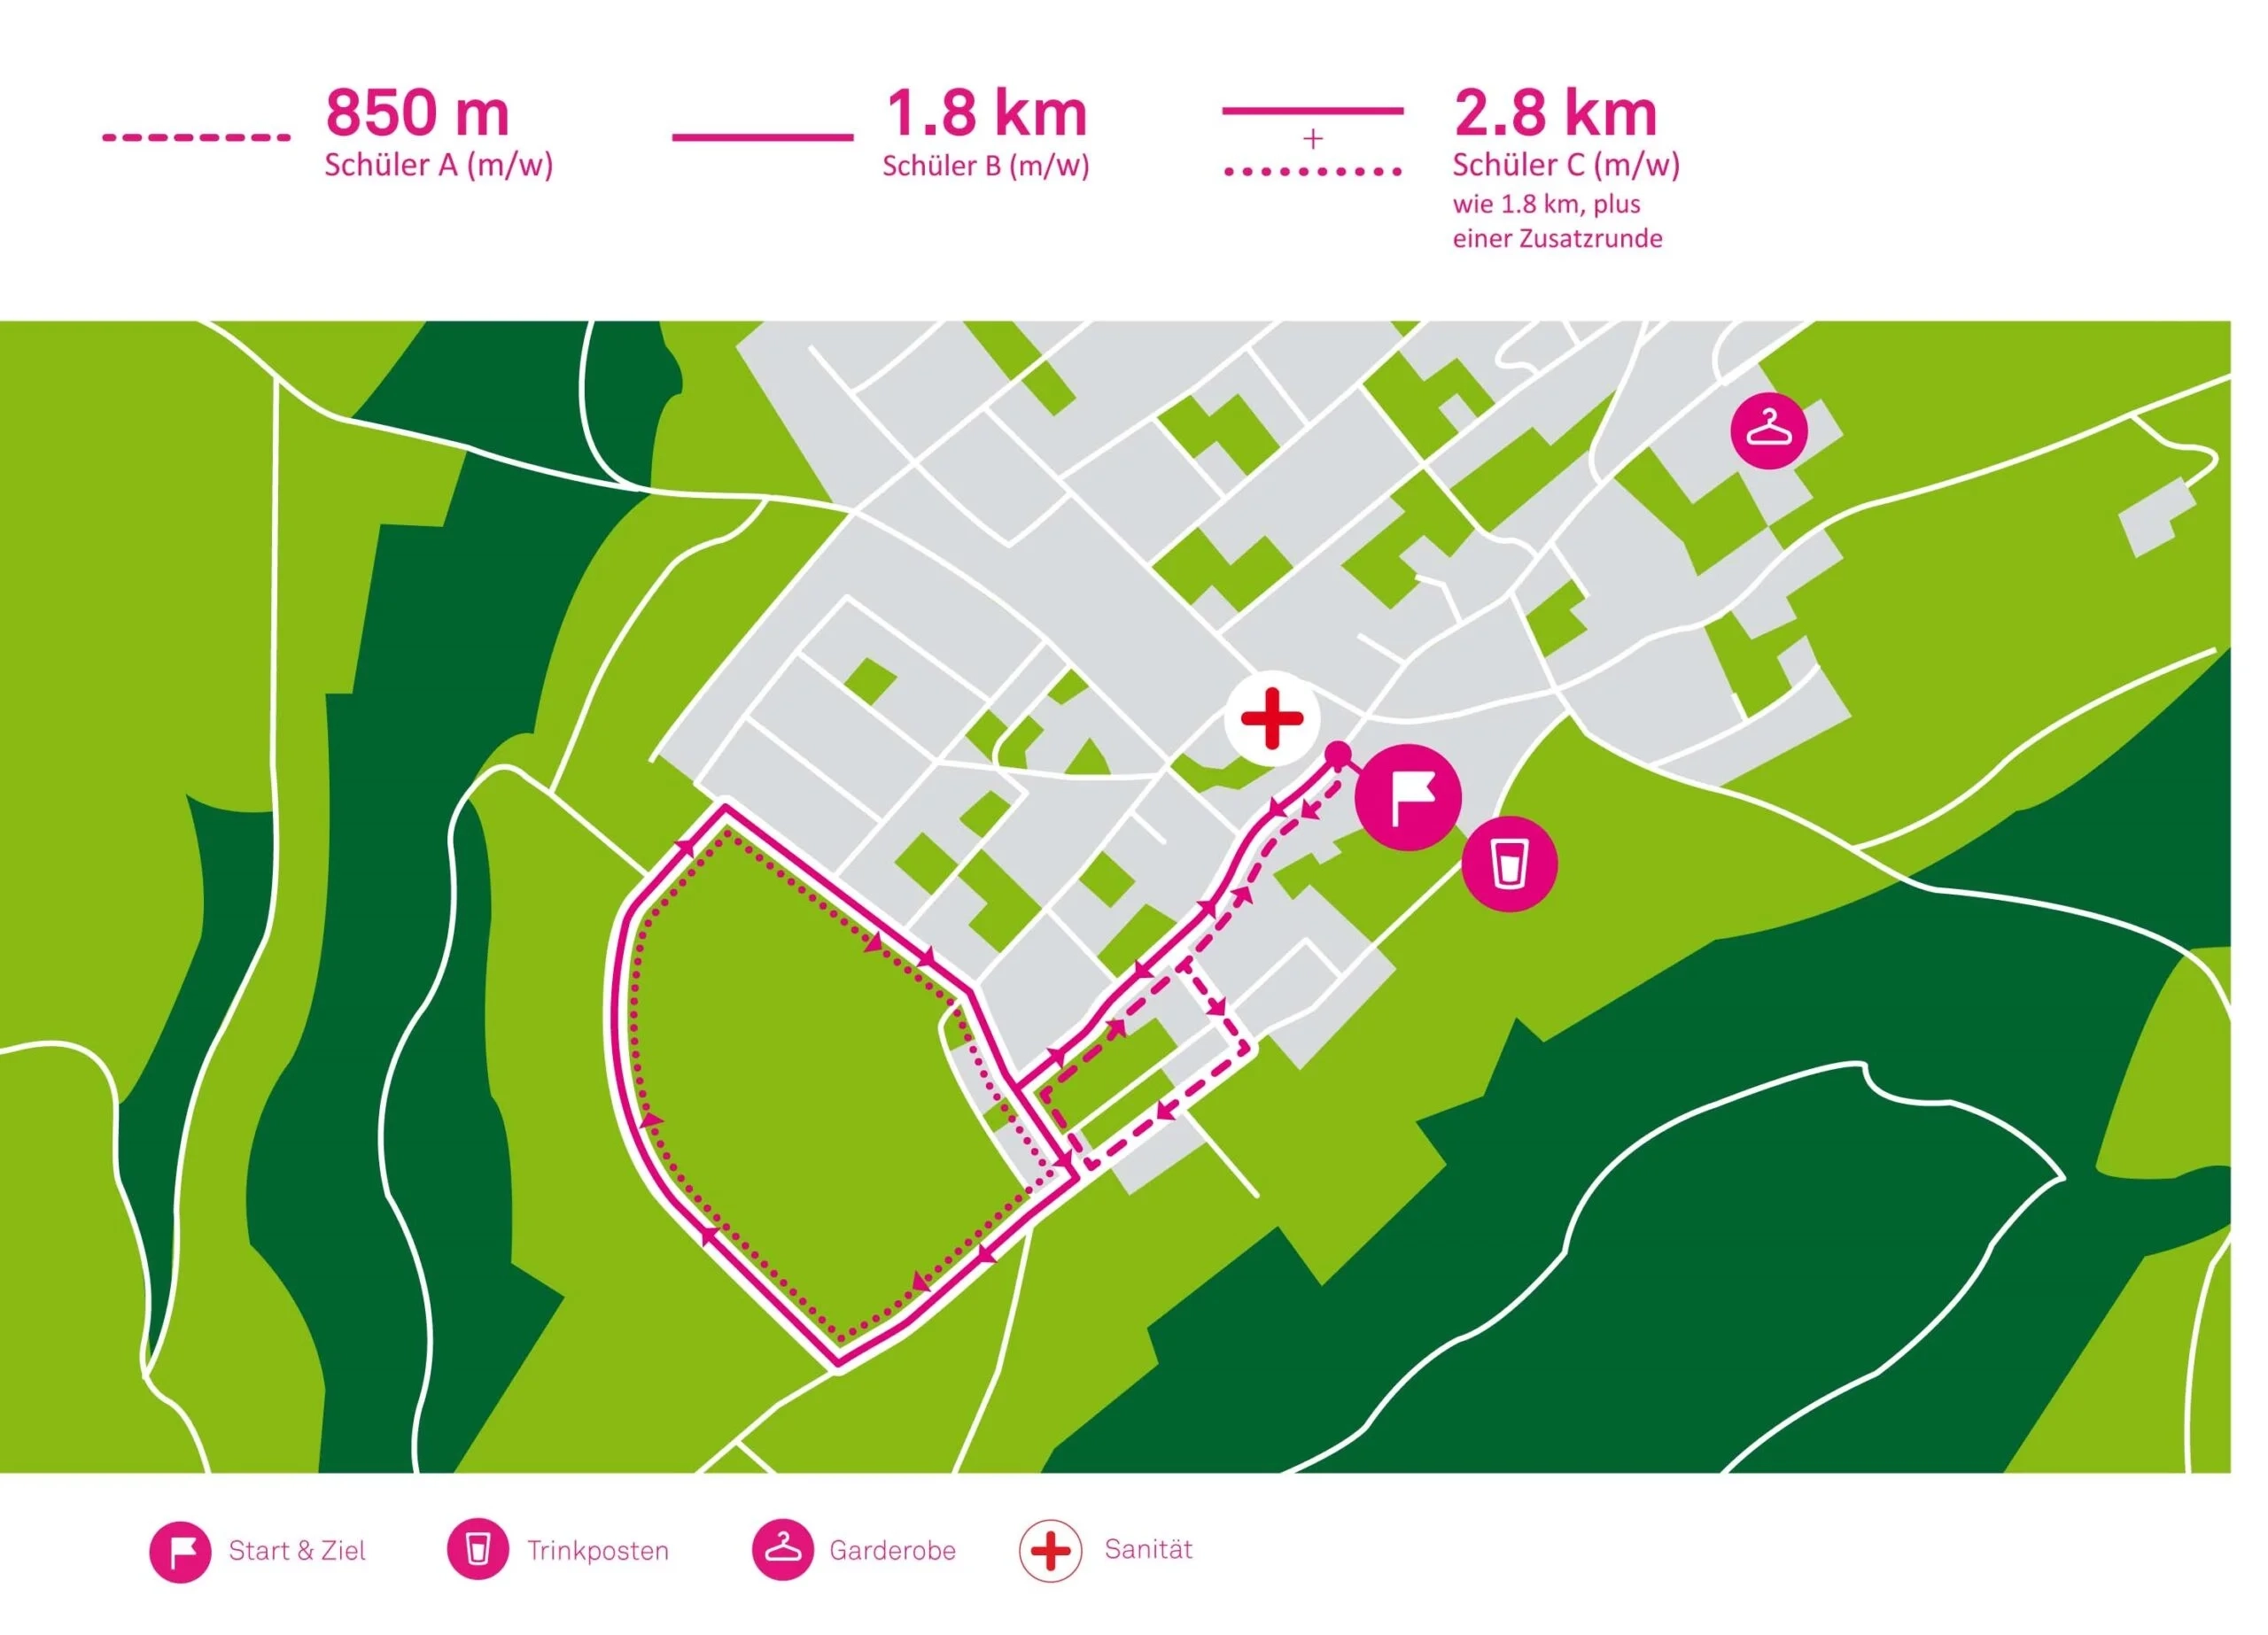 850 m
Schüler A (m/w)
1.8 km
Schüler B (m/w)
+
2.8 km
Schüler C (m/w)
wie 1.8 km, plus
einer Zusatzrunde
Start & Ziel
Trinkposten
Garderobe
Sanität